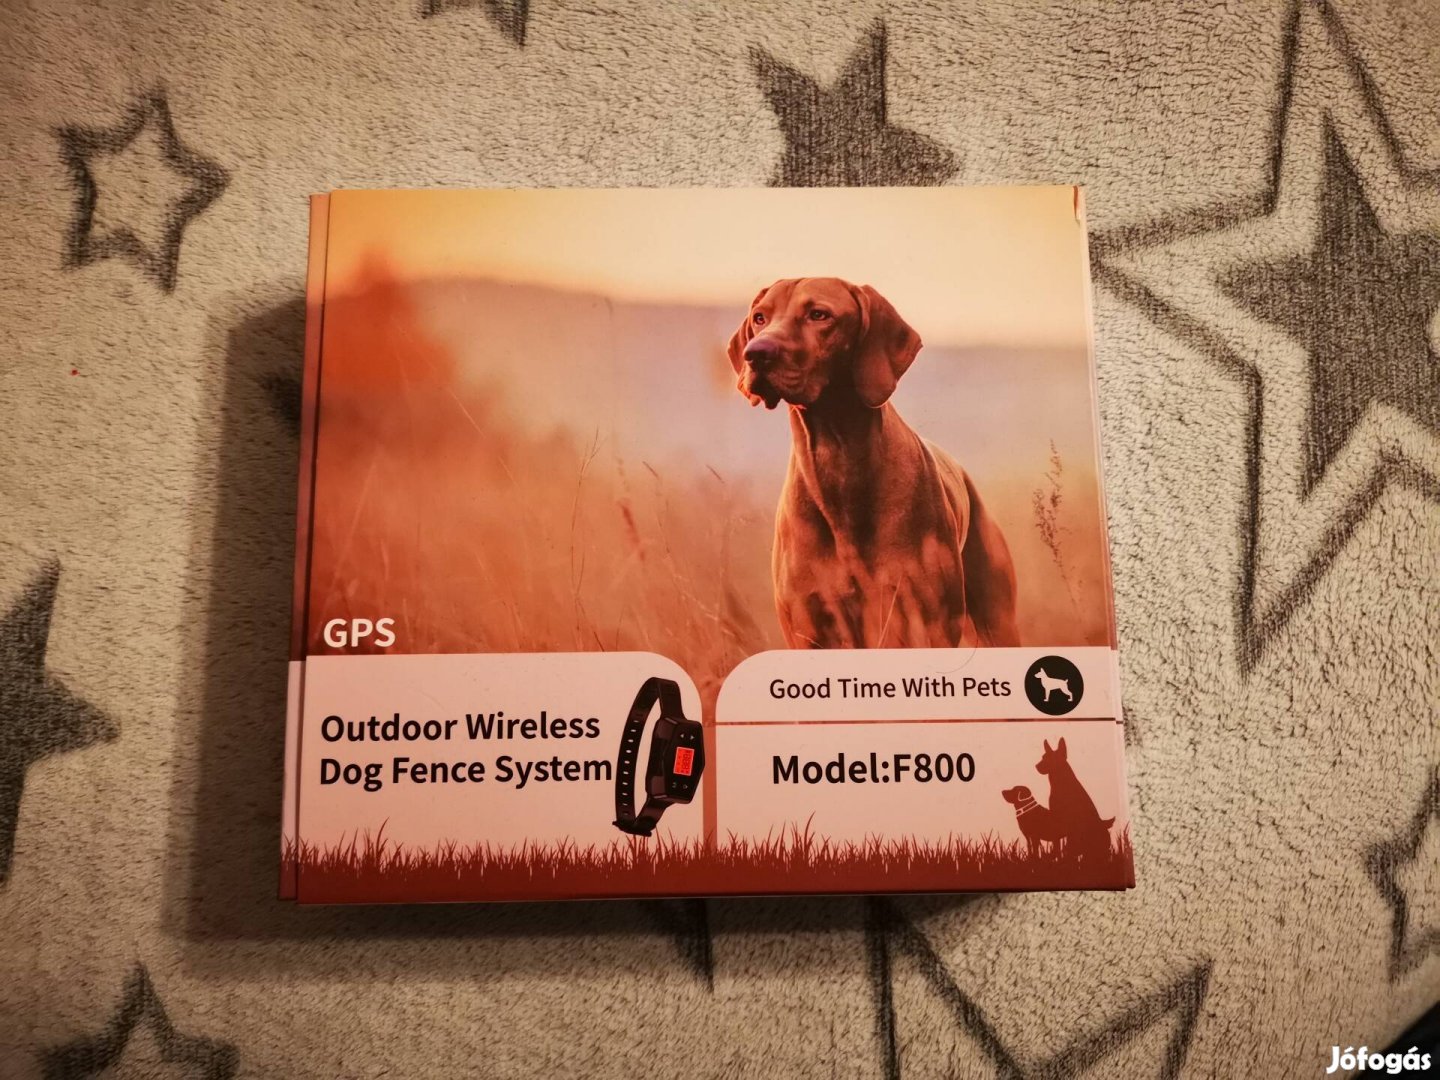 GPS
Outdoor Wireless
Dog Fence System
Good Time With Pets
Model:F800
Jófogás